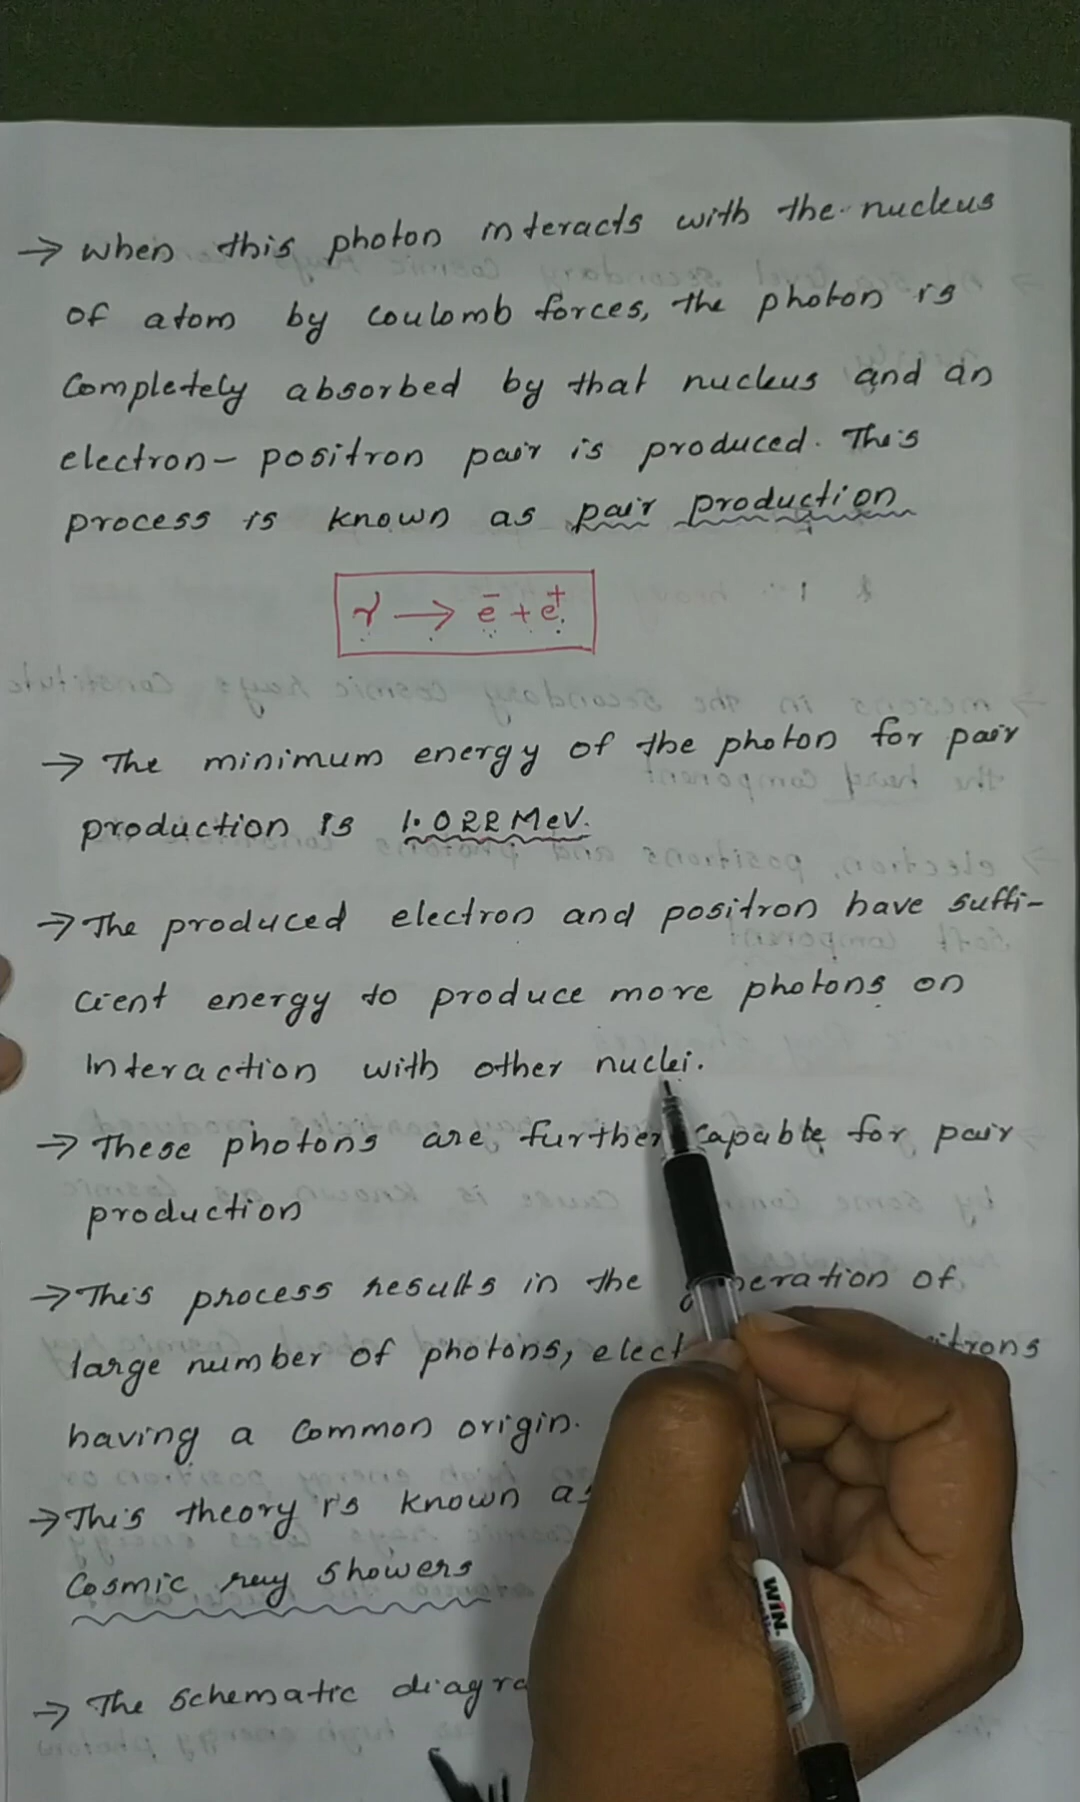 → When this photon interacts with the nucleus
of atom by coulomb forces, the photon is
completely absorbed by that nucleus and an
electron- positron pair is produced. This
process is known as pair production
γ → e⁻ + e⁺
→ The minimum energy of the photon for pair
production is 1.022 MeV.
→ The produced electron and positron have suffi-
cient energy to produce more photons on
interaction with other nuclei.
→ These photons are further capable for pair
production
→ This process results in the
of
large number of photons,
having a common origin.
→ This theory is known
Cosmic ray showers
→ The schematic
WIN